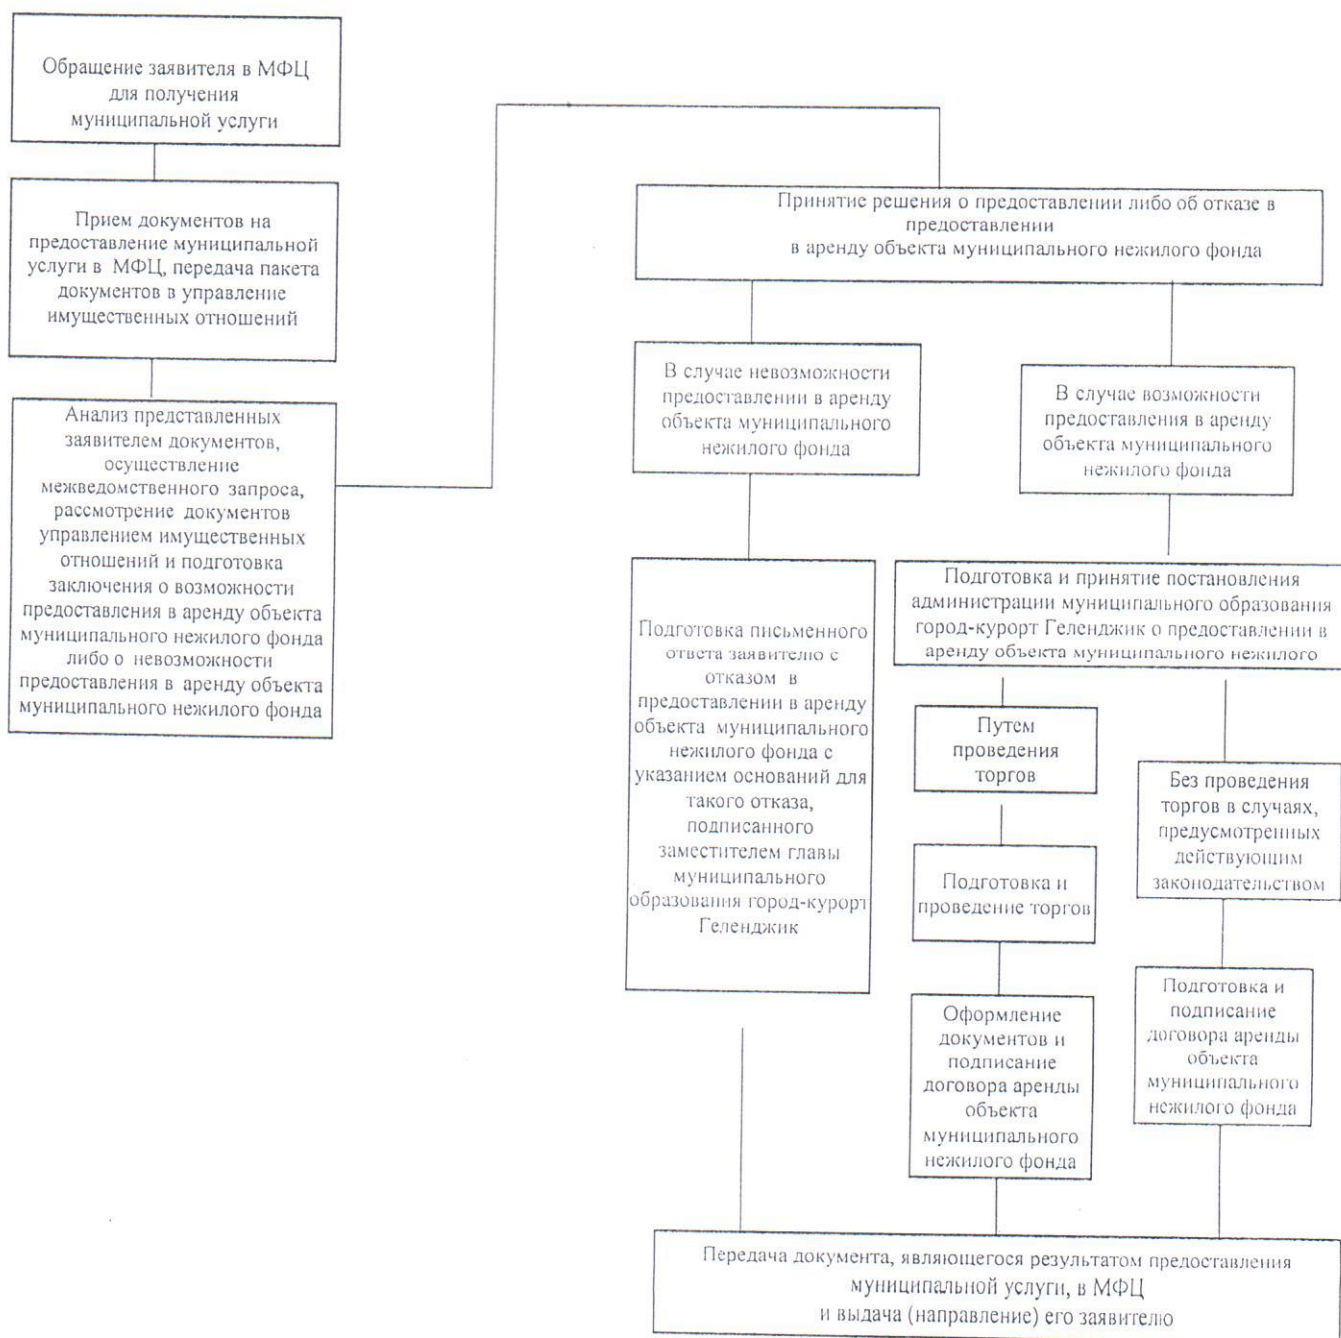 Обращение заявителя в МФЦ
для получения
муниципальной услуги
Прием документов на
предоставление муниципальной
услуги в МФЦ, передача пакета
документов в управление
имущественных отношений
Анализ представленных
заявителем документов,
осуществление
межведомственного запроса,
рассмотрение документов
управлением имущественных
отношений и подготовка
заключения о возможности
предоставления в аренду объекта
муниципального нежилого фонда
либо о невозможности
предоставления в аренду объекта
муниципального нежилого фонда
Принятие решения о предоставлении либо об отказе в
предоставлении
в аренду объекта муниципального нежилого фонда
В случае невозможности
предоставлении в аренду
объекта муниципального
нежилого фонда
В случае возможности
предоставления в аренду
объекта муниципального
нежилого фонда
Подготовка письменного
ответа заявителю с
отказом в
предоставлении в аренду
объекта муниципального
нежилого фонда с
указанием оснований для
такого отказа,
подписанного
заместителем главы
муниципального
образования город-курорт
Геленджик
Подготовка и принятие постановления
администрации муниципального образования
город-курорт Геленджик о предоставлении в
аренду объекта муниципального нежилого
Путем
проведения
торгов
Подготовка и
проведение торгов
Оформление
документов и
подписание
договора аренды
объекта
муниципального
нежилого фонда
Без проведения
торгов в случаях,
предусмотренных
действующим
законодательством
Подготовка и
подписание
договора аренды
объекта
муниципального
нежилого фонда
Передача документа, являющегося результатом предоставления
муниципальной услуги, в МФЦ
и выдача (направление) его заявителю